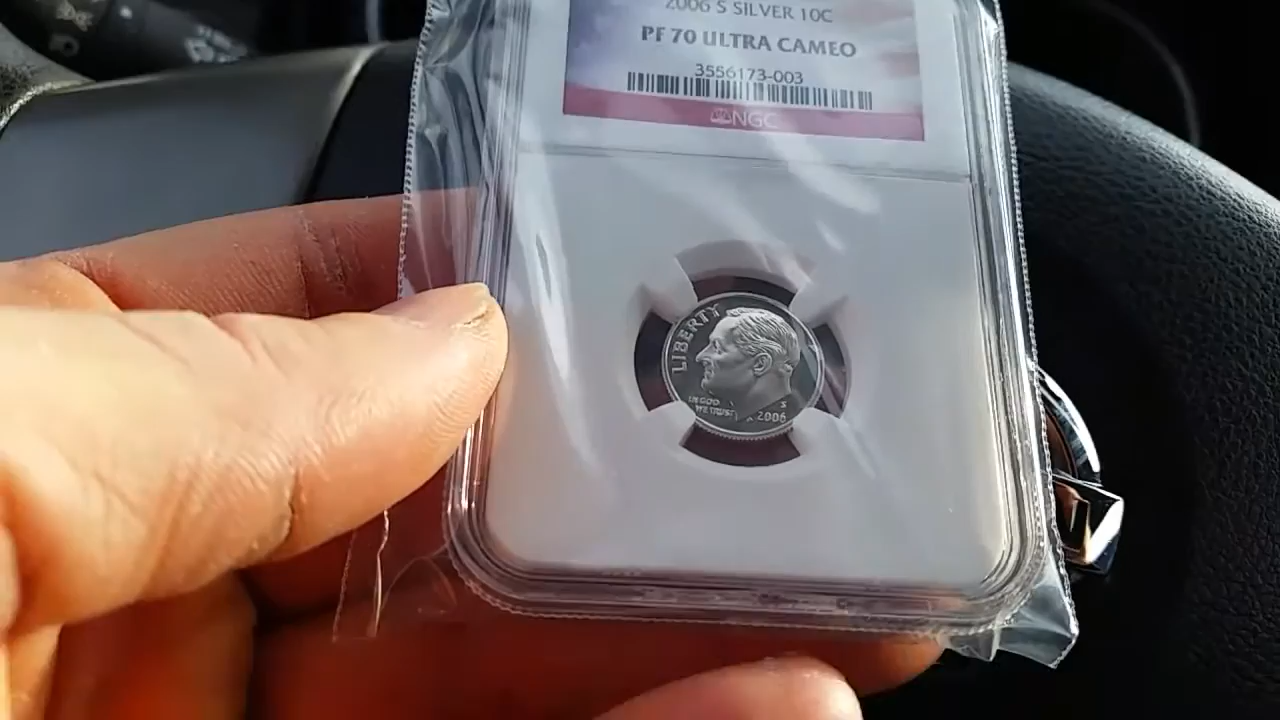 2006 S SILVER 10C
PF 70 ULTRA CAMEO
3556173-003
NGC
LIBERTY
IN GOD
WE TRUST
S
2006